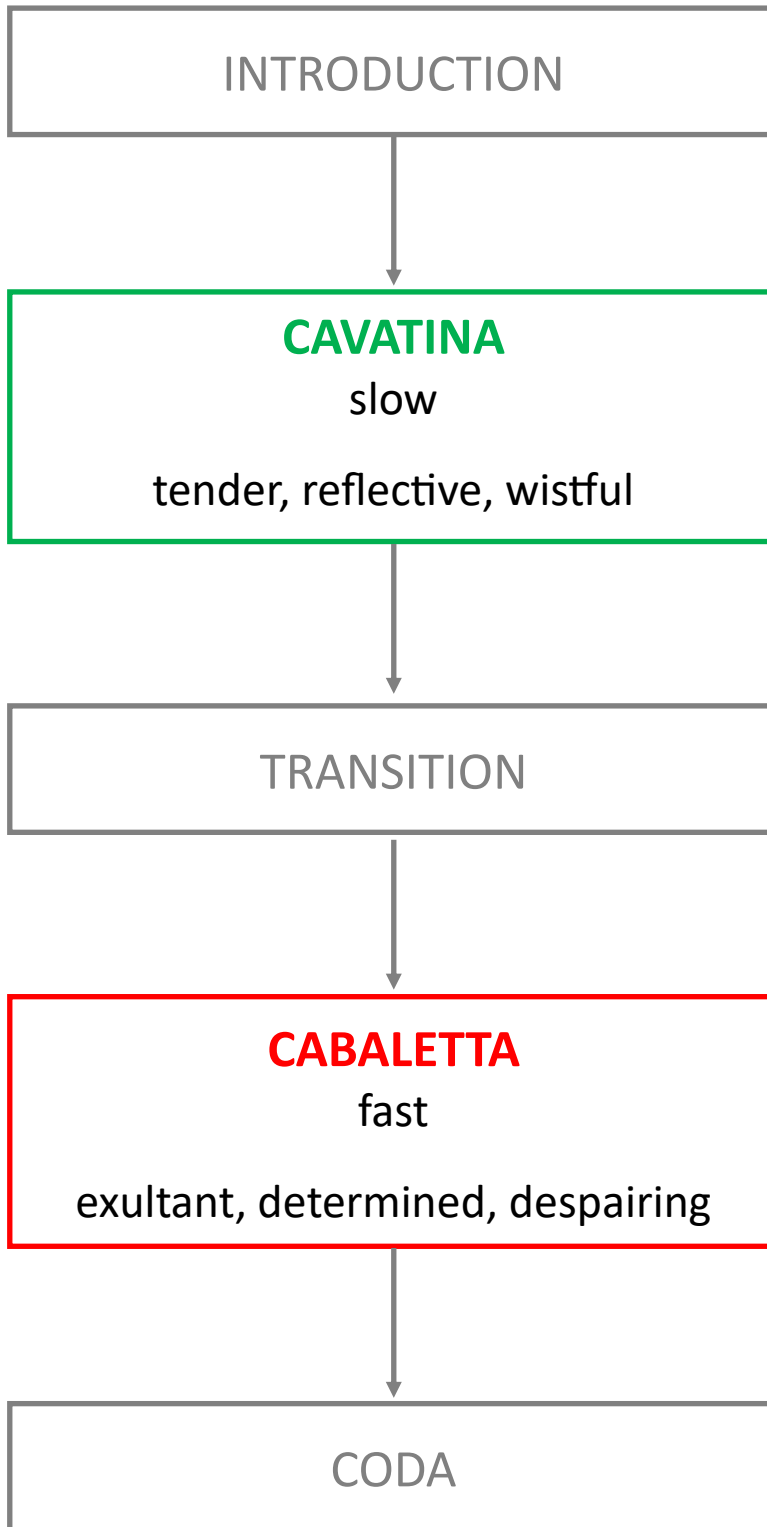 INTRODUCTION
CAVATINA
slow
tender, reflective, wistful
TRANSITION
CABALETTA
fast
exultant, determined, despairing
CODA